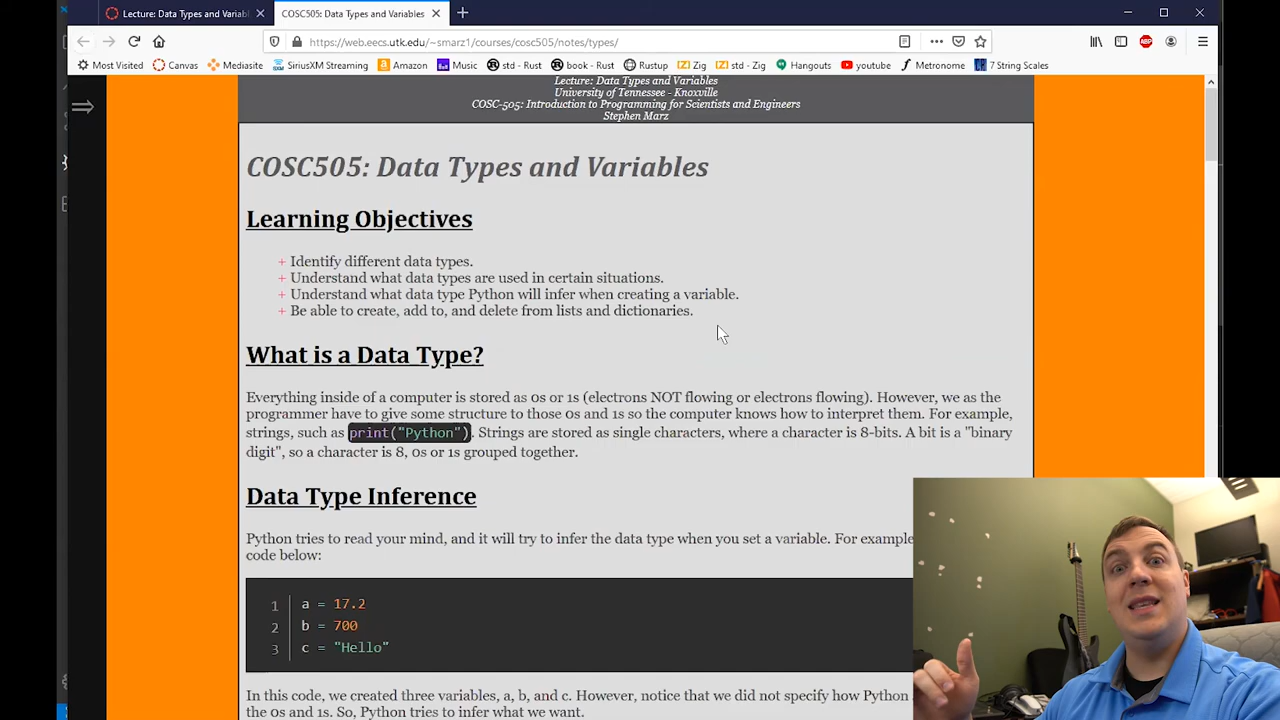 Lecture: Data Types and Variabl
COSC505: Data Types and Variables
https://web.eecs.utk.edu/~smarz1/courses/cosc505/notes/types/
Most Visited Canvas Mediasite SiriusXM Streaming Amazon Music std - Rust book - Rust Rustup Zig std - Zig Hangouts youtube Metronome 7 String Scales
Lecture: Data Types and Variables
University of Tennessee - Knoxville
COSC-505: Introduction to Programming for Scientists and Engineers
Stephen Marz
COSC505: Data Types and Variables
Learning Objectives
+ Identify different data types.
+ Understand what data types are used in certain situations.
+ Understand what data type Python will infer when creating a variable.
+ Be able to create, add to, and delete from lists and dictionaries.
What is a Data Type?
Everything inside of a computer is stored as 0s or 1s (electrons NOT flowing or electrons flowing). However, we as the
programmer have to give some structure to those 0s and 1s so the computer knows how to interpret them. For example,
strings, such as print("Python"). Strings are stored as single characters, where a character is 8-bits. A bit is a "binary
digit", so a character is 8, 0s or 1s grouped together.
Data Type Inference
Python tries to read your mind, and it will try to infer the data type when you set a variable. For example
code below:
1 a = 17.2
2 b = 700
3 c = "Hello"
In this code, we created three variables, a, b, and c. However, notice that we did not specify how Python
the 0s and 1s. So, Python tries to infer what we want.